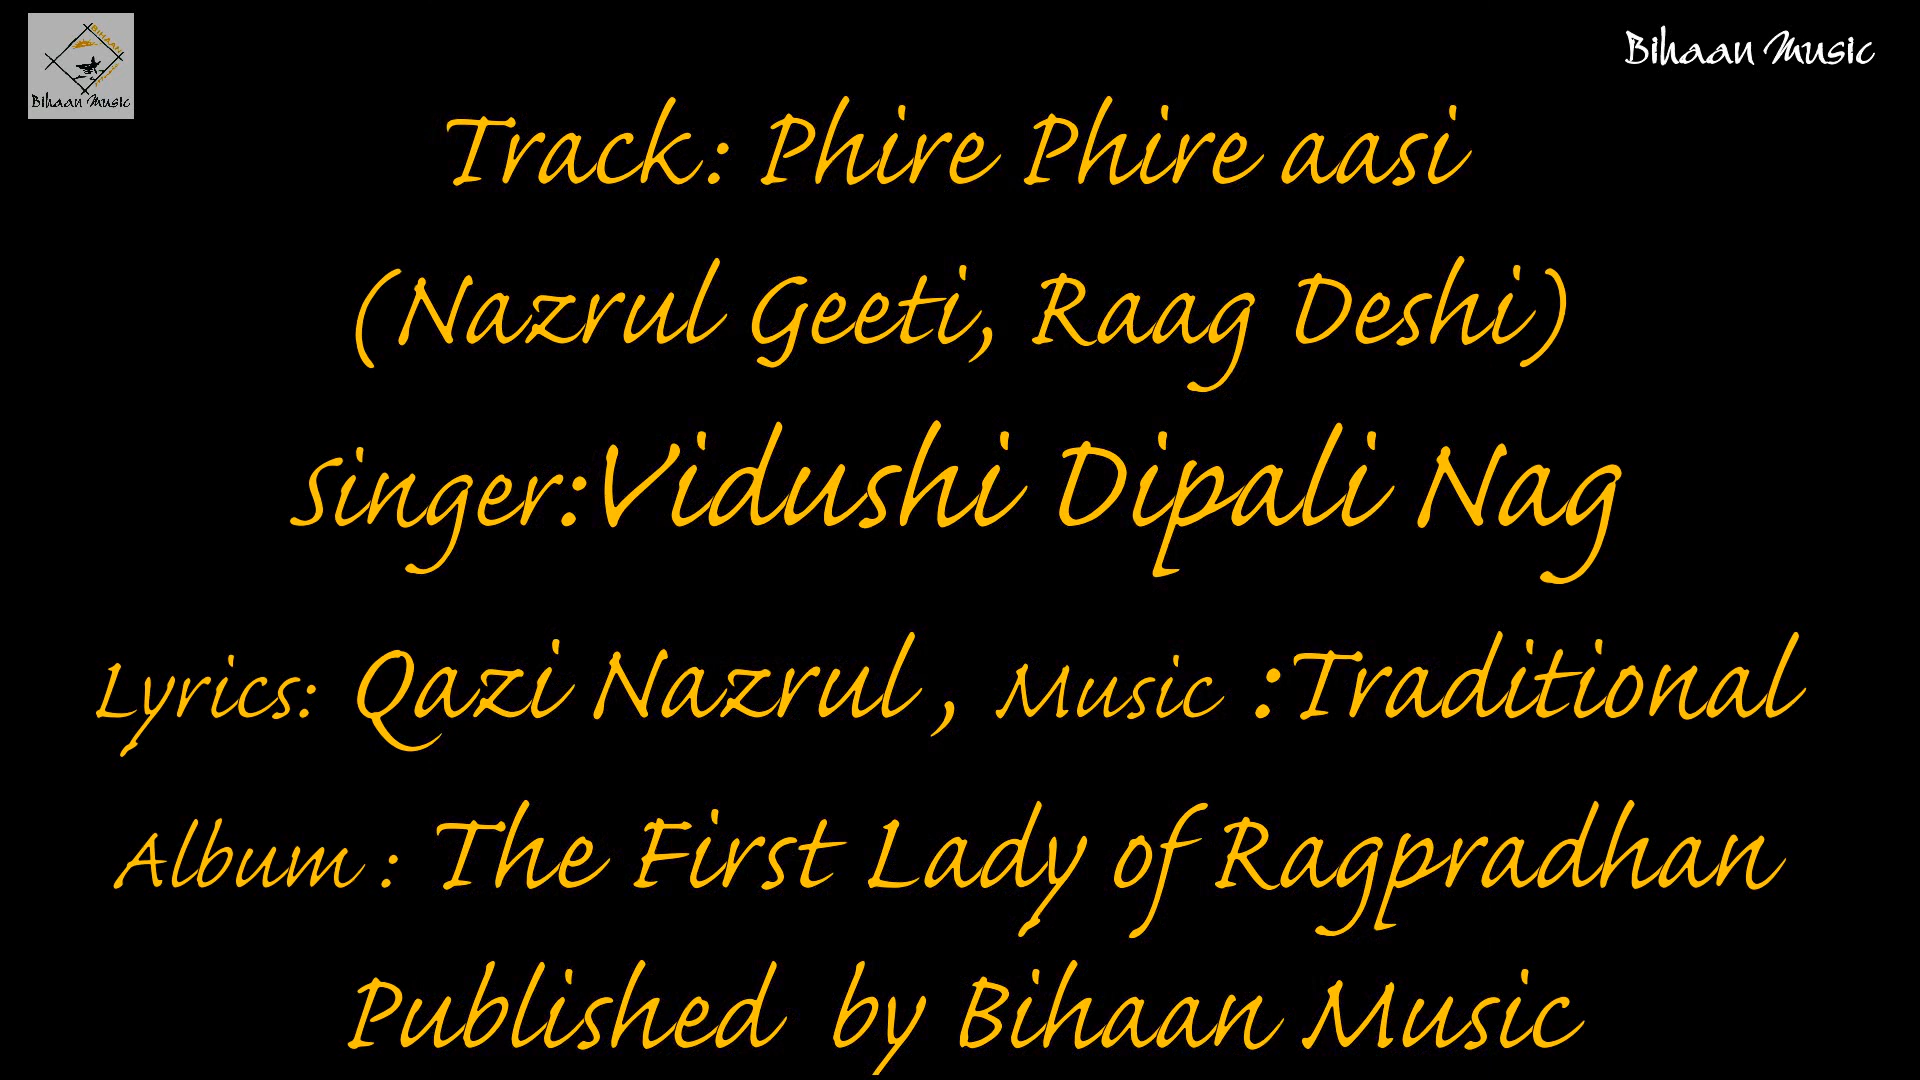 Bihaan Music
BIHAAN
Bihaan Music
Track: Phire Phire aasi
(Nazrul Geeti, Raag Deshi)
Singer:Vidushi Dipali Nag
Lyrics: Qazi Nazrul , Music :Traditional
Album : The First Lady of Ragpradhan
Published by Bihaan Music